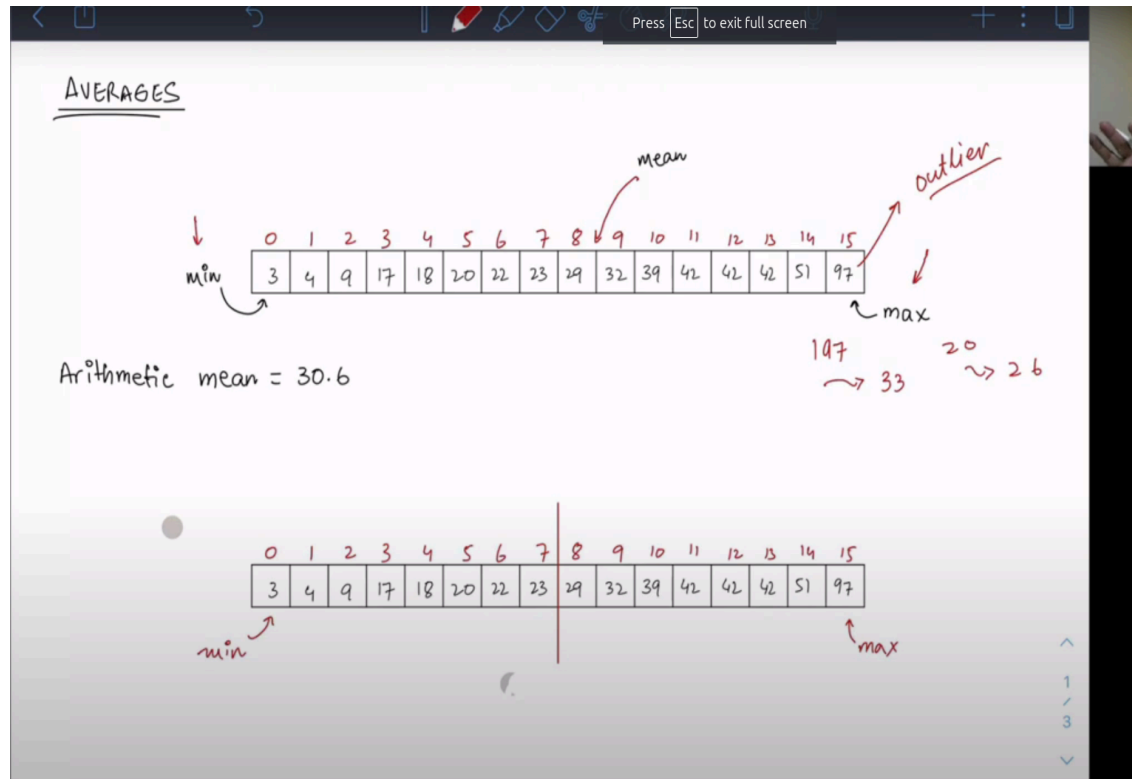 Press Esc to exit full screen
AVERAGES
mean
outlier
0 1 2 3 4 5 6 7 8 9 10 11 12 13 14 15
min 3 4 9 17 18 20 22 23 29 32 39 42 42 42 51 97
max
197 20
Arithmetic mean = 30.6
33 26
0 1 2 3 4 5 6 7 8 9 10 11 12 13 14 15
3 4 9 17 18 20 22 23 29 32 39 42 42 42 51 97
min max
1
/
3